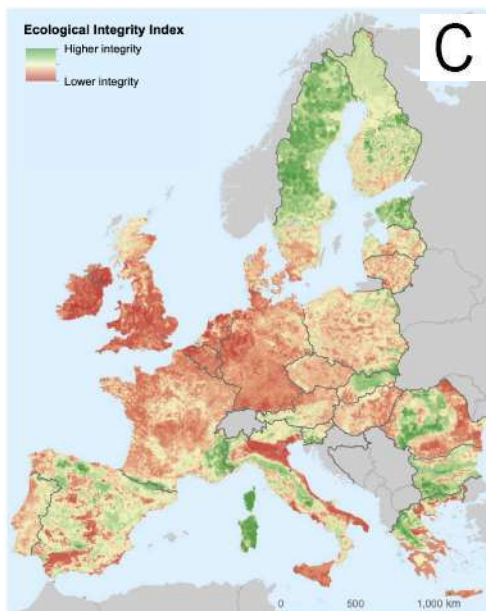 Ecological Integrity Index
Higher integrity
Lower integrity
C
0 500 1,000 km